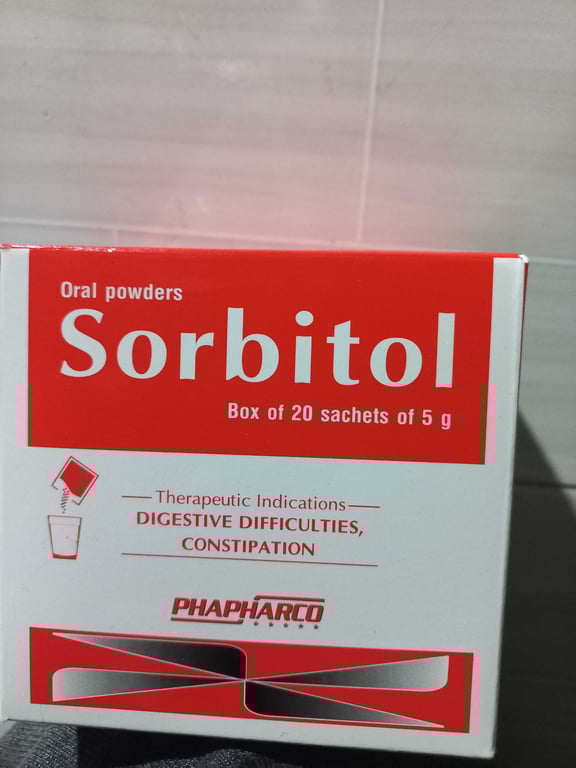 Oral powders
Sorbitol
Box of 20 sachets of 5 g
Therapeutic Indications
DIGESTIVE DIFFICULTIES,
CONSTIPATION
PHAPHARCO